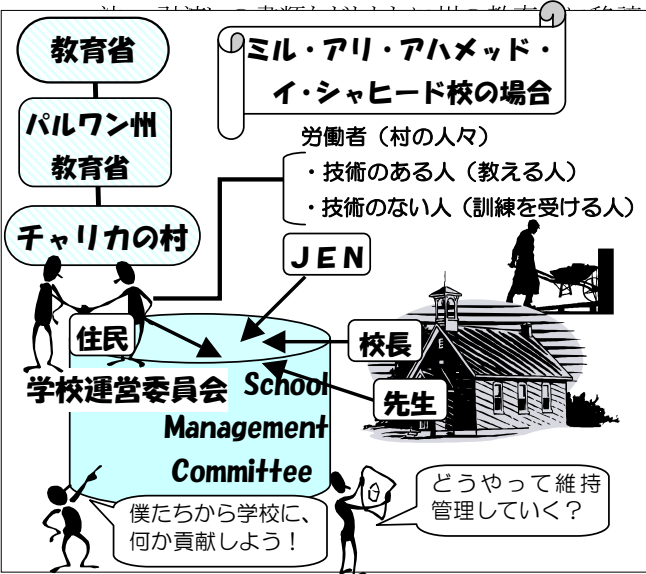 教育省
パルワン州
教育省
チャリカの村
ミル・アリ・アハメッド・
イ・シャヒード校の場合
労働者（村の人々）
・技術のある人（教える人）
・技術のない人（訓練を受ける人）
JEN
住民
校長
先生
学校運営委員会 School
Management
Committee
僕たちから学校に、
何か貢献しよう！
どうやって維持
管理していく？